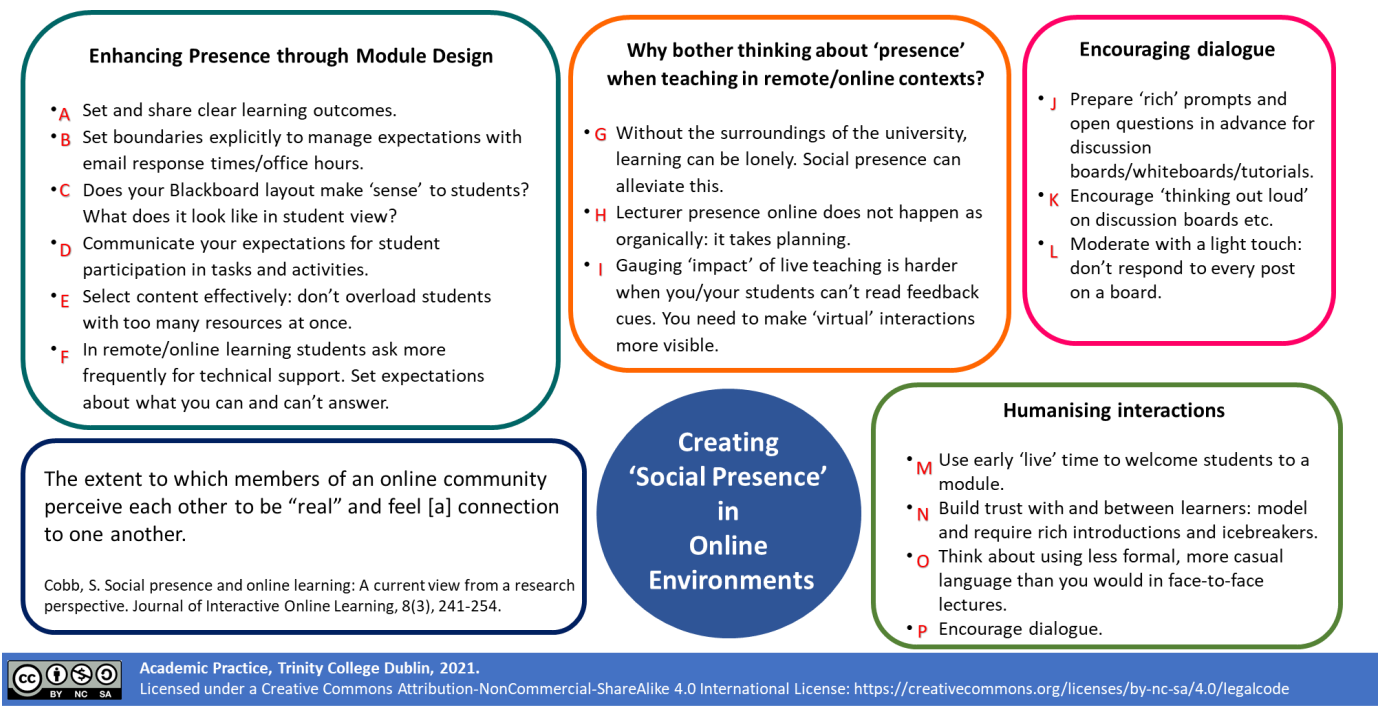 Enhancing Presence through Module Design
• A Set and share clear learning outcomes.
• B Set boundaries explicitly to manage expectations with
email response times/office hours.
• C Does your Blackboard layout make ‘sense’ to students?
What does it look like in student view?
• D Communicate your expectations for student
participation in tasks and activities.
• E Select content effectively: don’t overload students
with too many resources at once.
• F In remote/online learning students ask more
frequently for technical support. Set expectations
about what you can and can’t answer.
Why bother thinking about ‘presence’
when teaching in remote/online contexts?
• G Without the surroundings of the university,
learning can be lonely. Social presence can
alleviate this.
• H Lecturer presence online does not happen as
organically: it takes planning.
• I Gauging ‘impact’ of live teaching is harder
when you/your students can’t read feedback
cues. You need to make ‘virtual’ interactions
more visible.
Encouraging dialogue
• J Prepare ‘rich’ prompts and
open questions in advance for
discussion
boards/whiteboards/tutorials.
• K Encourage ‘thinking out loud’
on discussion boards etc.
• L Moderate with a light touch:
don’t respond to every post
on a board.
The extent to which members of an online community
perceive each other to be “real” and feel [a] connection
to one another.
Cobb, S. Social presence and online learning: A current view from a research
perspective. Journal of Interactive Online Learning, 8(3), 241-254.
Creating
‘Social Presence’
in
Online
Environments
Humanising interactions
• M Use early ‘live’ time to welcome students to a
module.
• N Build trust with and between learners: model
and require rich introductions and icebreakers.
• O Think about using less formal, more casual
language than you would in face-to-face
lectures.
• P Encourage dialogue.
cc
BY NC SA
Academic Practice, Trinity College Dublin, 2021.
Licensed under a Creative Commons Attribution-NonCommercial-ShareAlike 4.0 International License: https://creativecommons.org/licenses/by-nc-sa/4.0/legalcode